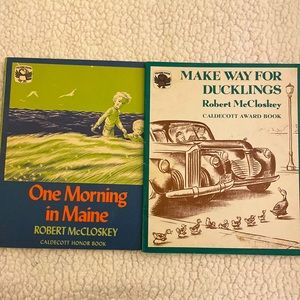 One Morning
in Maine
ROBERT McCLOSKEY
CALDECOTT HONOR BOOK
MAKE WAY FOR
DUCKLINGS
Robert McCloskey
CALDECOTT AWARD BOOK